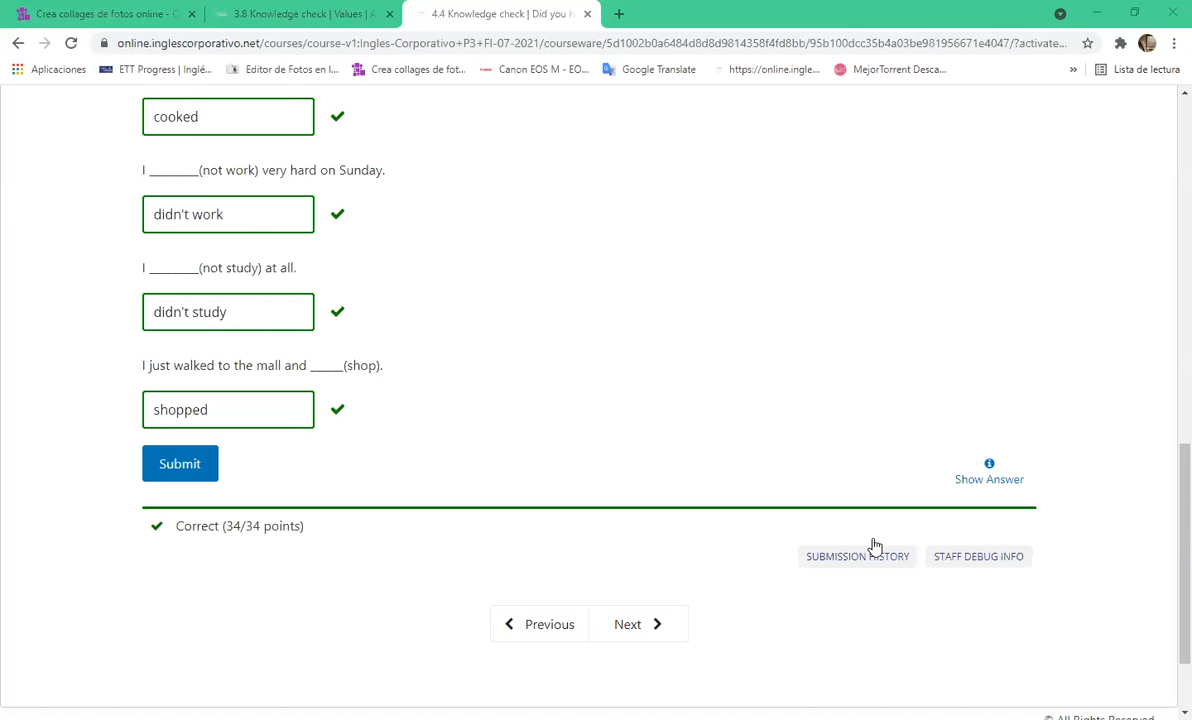 Crea collages de fotos online - C
3.8 Knowledge check | Values | A
4.4 Knowledge check | Did you h
online.inglescorporativo.net/courses/course-v1:Ingles-Corporativo+P3+FI-07-2021/courseware/5d1002b0a6484d8d8d9814358f4fd8bb/95b100dcc35b4a03be981956671e4047/?activate...
Aplicaciones
ETT Progress | Inglé...
Editor de Fotos en l...
Crea collages de fot...
Canon EOS M - EO...
Google Translate
https://online.ingle...
MejorTorrent Desca...
»
Lista de lectura
cooked
I _______(not work) very hard on Sunday.
didn't work
I ________(not study) at all.
didn't study
I just walked to the mall and _____(shop).
shopped
Submit
Show Answer
Correct (34/34 points)
SUBMISSION HISTORY
STAFF DEBUG INFO
Previous
Next
© All Rights Reserved